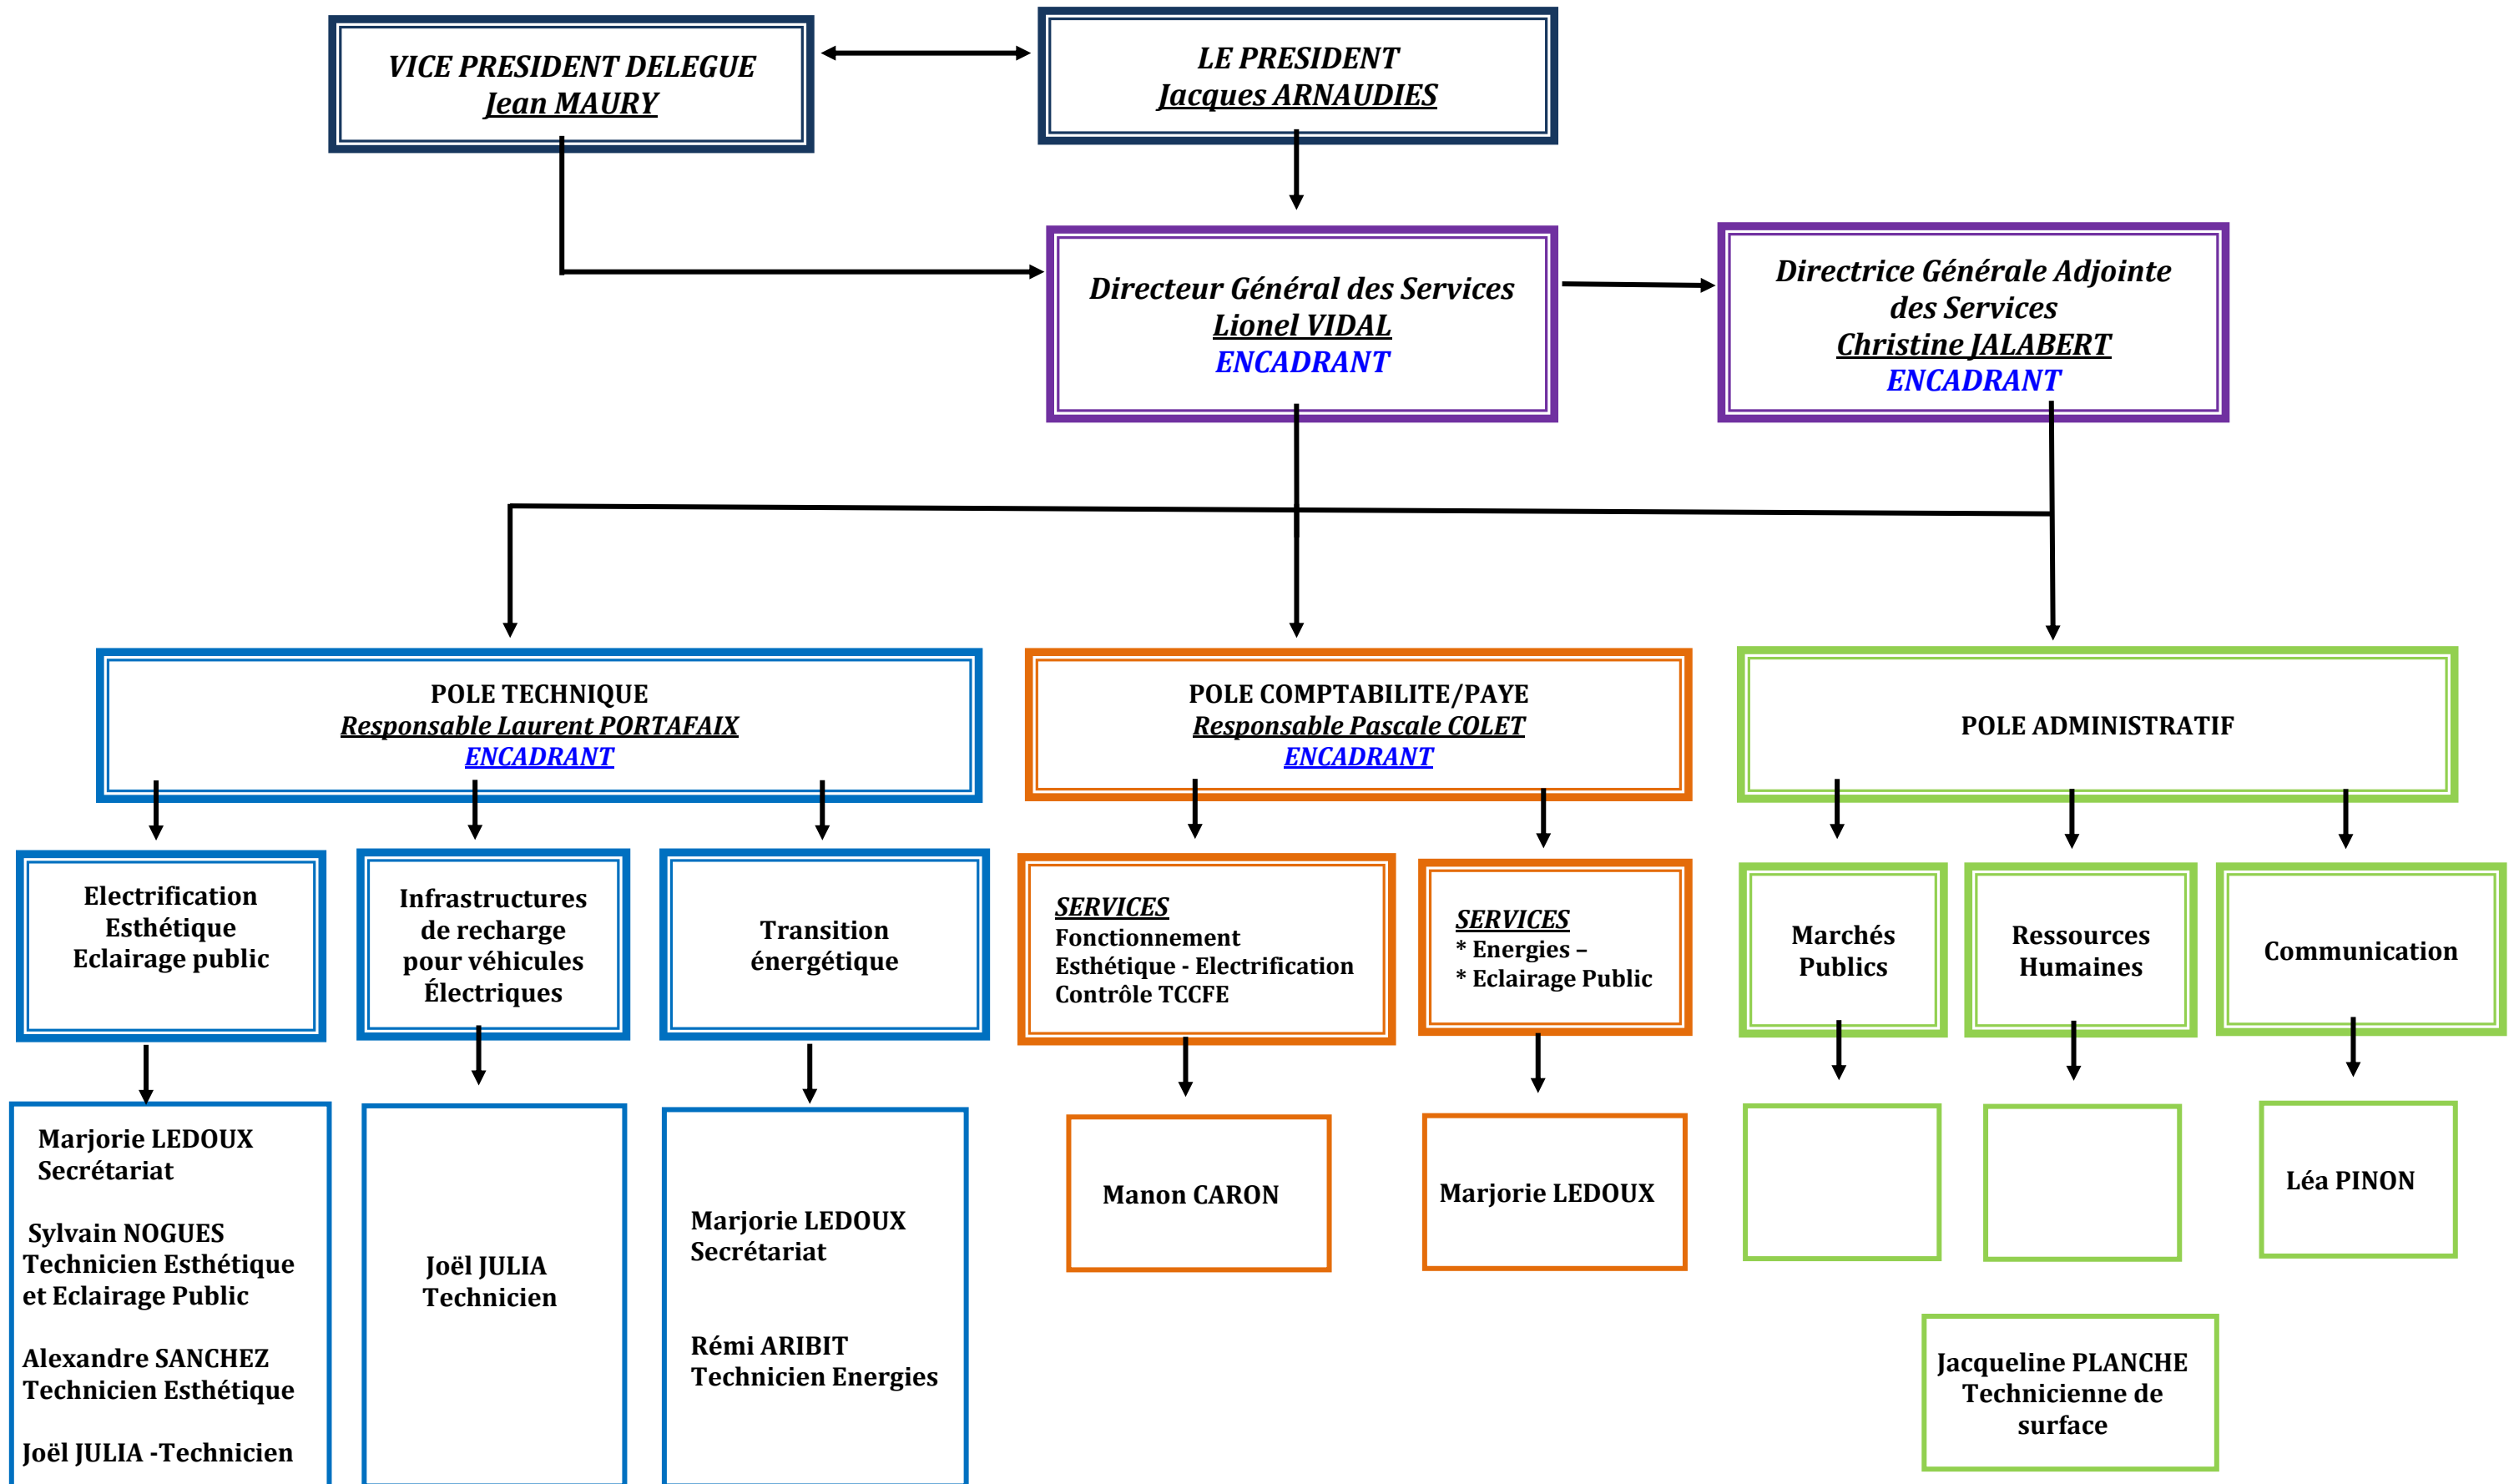 VICE PRESIDENT DELEGUE
Jean MAURY
LE PRESIDENT
Jacques ARNAUDIES
Directeur Général des Services
Lionel VIDAL
ENCADRANT
Directrice Générale Adjointe
des Services
Christine JALABERT
ENCADRANT
POLE TECHNIQUE
Responsable Laurent PORTAFAIX
ENCADRANT
POLE COMPTABILITE/PAYE
Responsable Pascale COLET
ENCADRANT
POLE ADMINISTRATIF
Electrification
Esthétique
Eclairage public
Infrastructures
de recharge
pour véhicules
Électriques
Transition
énergétique
SERVICES
Fonctionnement
Esthétique - Electrification
Contrôle TCCFE
SERVICES
* Energies –
* Eclairage Public
Marchés
Publics
Ressources
Humaines
Communication
Marjorie LEDOUX
Secrétariat
Sylvain NOGUES
Technicien Esthétique
et Eclairage Public
Alexandre SANCHEZ
Technicien Esthétique
Joël JULIA -Technicien
Joël JULIA
Technicien
Marjorie LEDOUX
Secrétariat
Rémi ARIBIT
Technicien Energies
Manon CARON
Marjorie LEDOUX
Léa PINON
Jacqueline PLANCHE
Technicienne de
surface